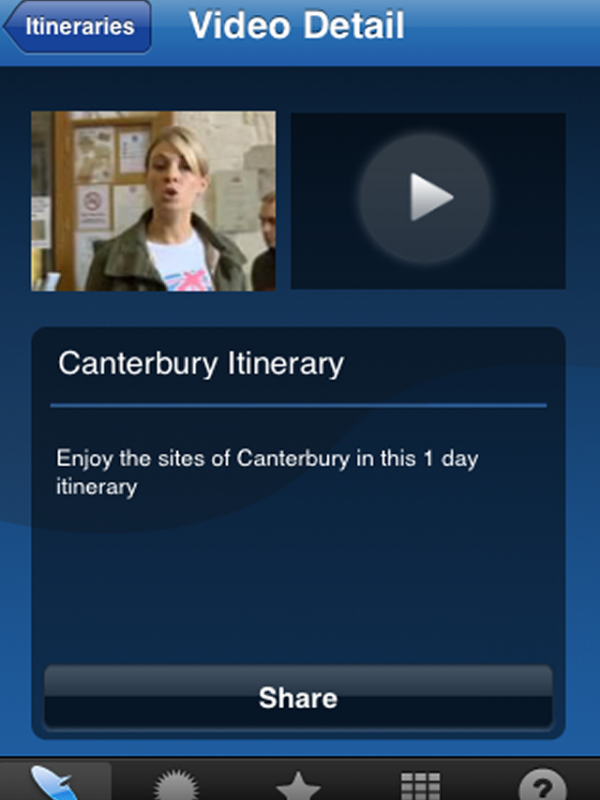 Itineraries
Video Detail
Canterbury Itinerary
Enjoy the sites of Canterbury in this 1 day
itinerary
Share
?